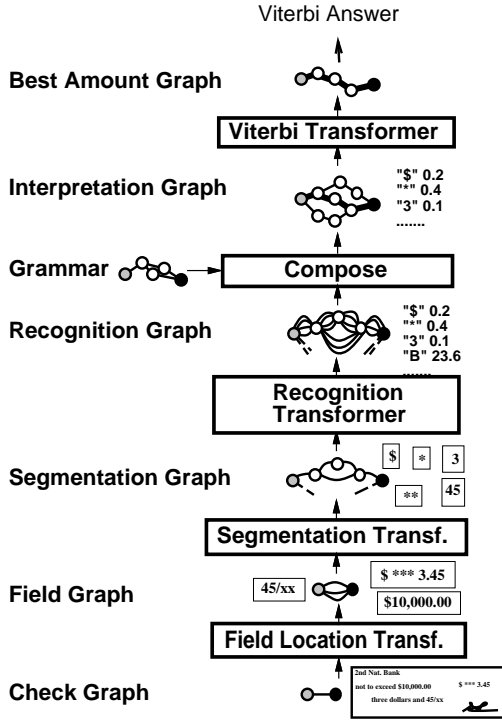 Viterbi Answer
Best Amount Graph
Viterbi Transformer
Interpretation Graph
"$" 0.2
"*" 0.4
"3" 0.1
.......
Grammar
Compose
Recognition Graph
"$" 0.2
"*" 0.4
"3" 0.1
"B" 23.6
.......
Recognition
Transformer
Segmentation Graph
$ * 3
** 45
Segmentation Transf.
Field Graph
45/xx
$ *** 3.45
$10,000.00
Field Location Transf.
Check Graph
2nd Nat. Bank
not to exceed $10,000.00 $ *** 3.45
three dollars and 45/xx